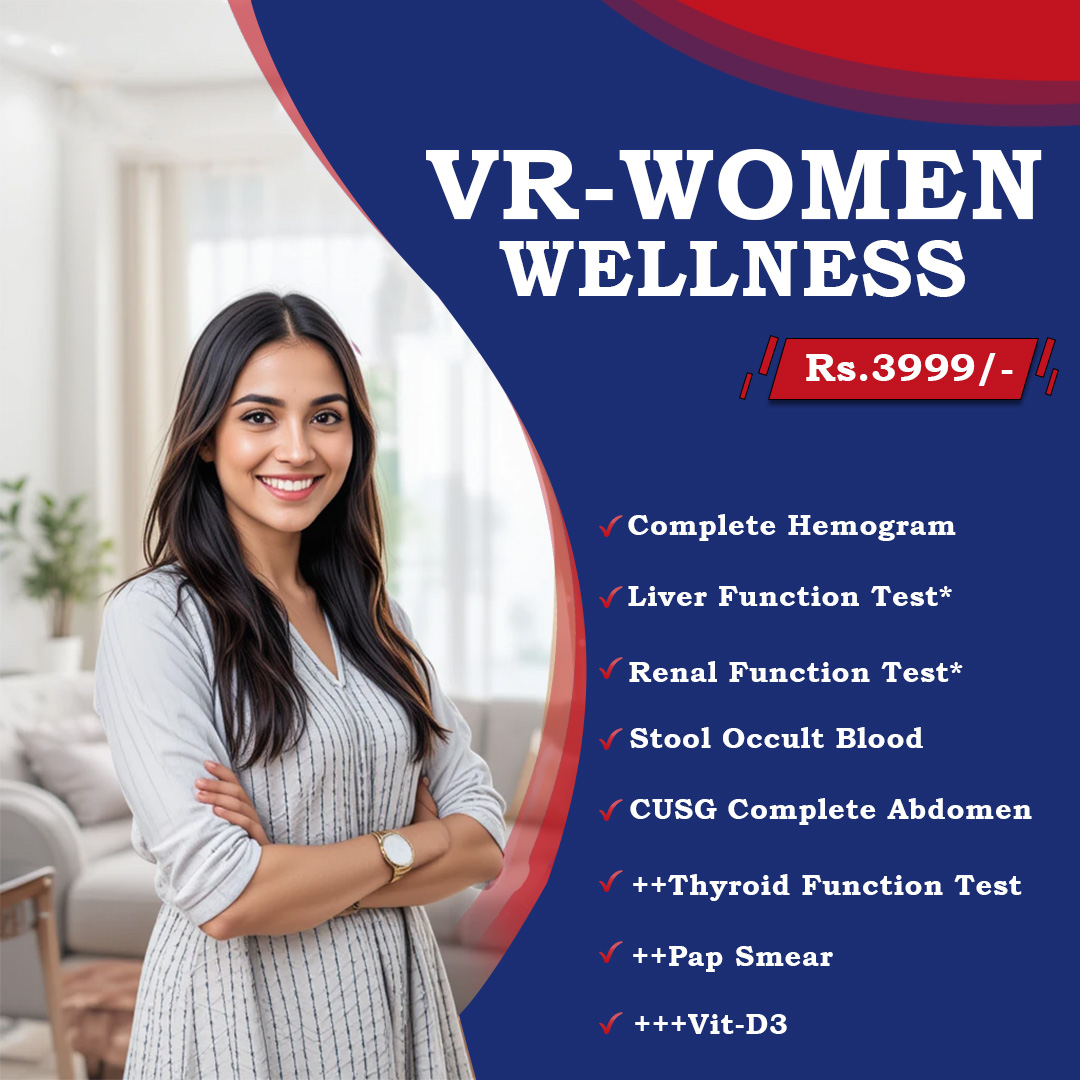 VR-WOMEN
WELLNESS
Rs.3999/-
Complete Hemogram
Liver Function Test*
Renal Function Test*
Stool Occult Blood
CUSG Complete Abdomen
++Thyroid Function Test
++Pap Smear
+++Vit-D3